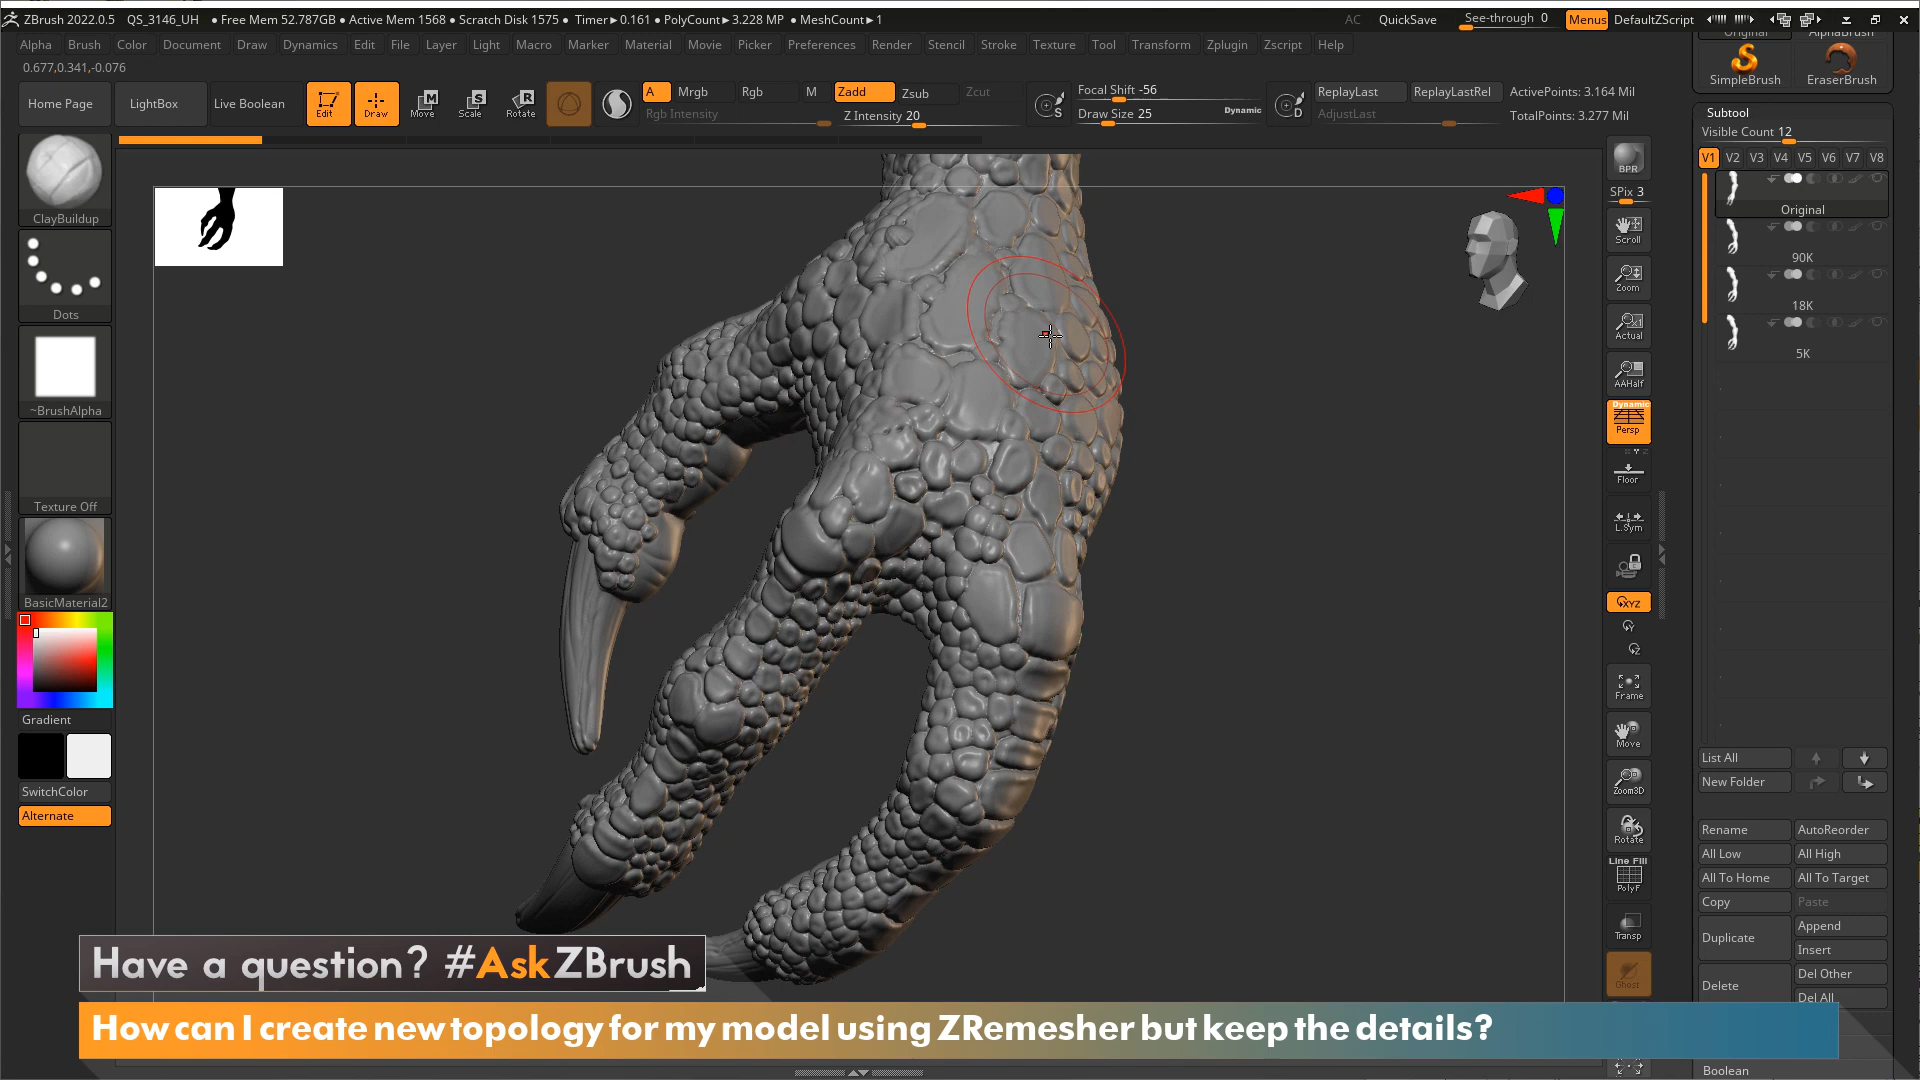 ZBrush 2022.0.5 QS_3146_UH • Free Mem 52.787GB • Active Mem 1568 • Scratch Disk 1575 • Timer▶0.161 • PolyCount▶3.228 MP • MeshCount▶1 AC QuickSave See-through 0 Menus DefaultZScript
Alpha Brush Color Document Draw Dynamics Edit File Layer Light Macro Marker Material Movie Picker Preferences Render Stencil Stroke Texture Tool Transform Zplugin Zscript Help
Original AlphaBrush
0.677,0.341,-0.076
SimpleBrush EraserBrush
Home Page LightBox Live Boolean Edit Draw Move Scale Rotate
A Mrgb Rgb M Zadd Zsub Zcut
Rgb Intensity Z Intensity 20
Focal Shift -56
Draw Size 25 Dynamic
ReplayLast ReplayLastRel
AdjustLast
ActivePoints: 3.164 Mil
TotalPoints: 3.277 Mil
ClayBuildup
Dots
~BrushAlpha
Texture Off
BasicMaterial2
Gradient
SwitchColor
Alternate
BPR
SPix 3
Scroll
Zoom
Actual
AAHalf
Dynamic
Persp
Floor
L.Sym
XYZ
Frame
Move
Zoom3D
Rotate
Line Fill
PolyF
Transp
Ghost
Subtool
Visible Count 12
V1 V2 V3 V4 V5 V6 V7 V8
Original
90K
18K
5K
List All
New Folder
Rename AutoReorder
All Low All High
All To Home All To Target
Copy Paste
Duplicate Append
Insert
Delete Del Other
Del All
Boolean
Have a question? #AskZBrush
How can I create new topology for my model using ZRemesher but keep the details?